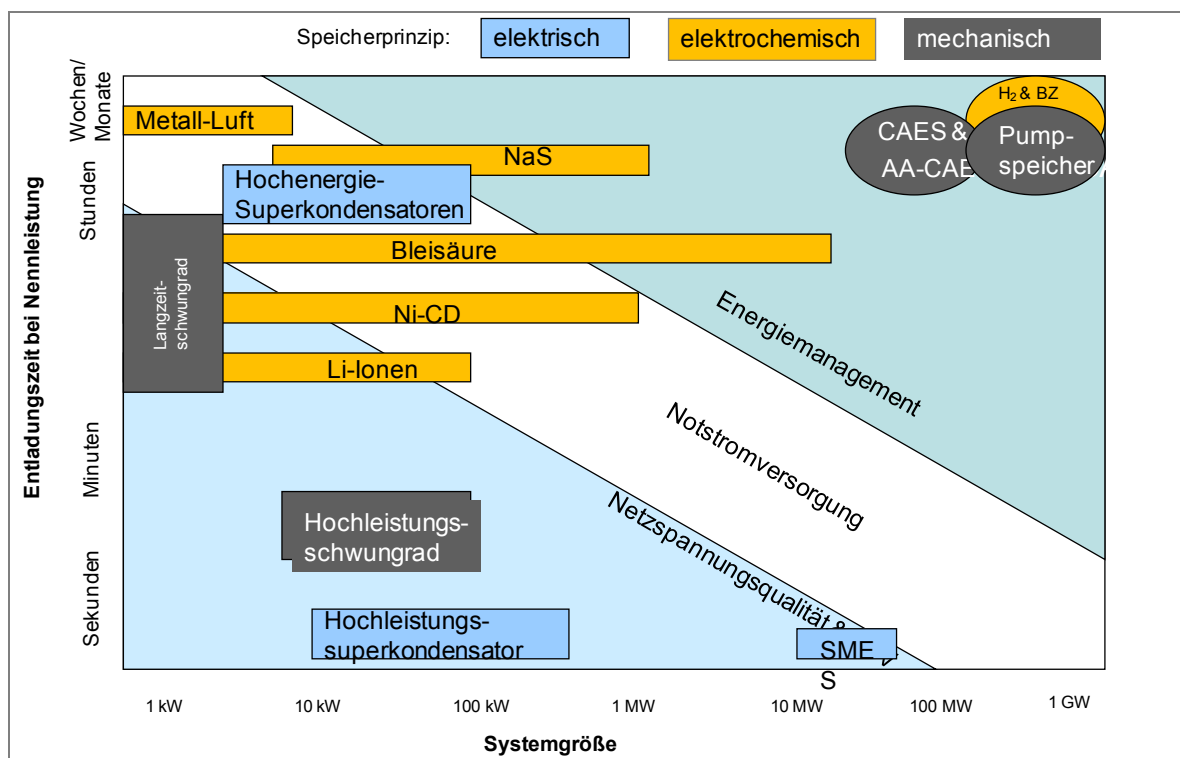 Speicherprinzip:
elektrisch
elektrochemisch
mechanisch
Wochen/
Monate
Stunden
Minuten
Sekunden
Entladungszeit bei Nennleistung
Metall-Luft
H₂ & BZ
CAES &
AA-CAE
Pump-
speicher
NaS
Hochenergie-
Superkondensatoren
Bleisäure
Langzeit-
schwungrad
Ni-CD
Li-Ionen
Energiemanagement
Notstromversorgung
Netzspannungsqualität &
Hochleistungs-
schwungrad
Hochleistungs-
superkondensator
SME
S
1 kW
10 kW
100 kW
1 MW
10 MW
100 MW
1 GW
Systemgröße